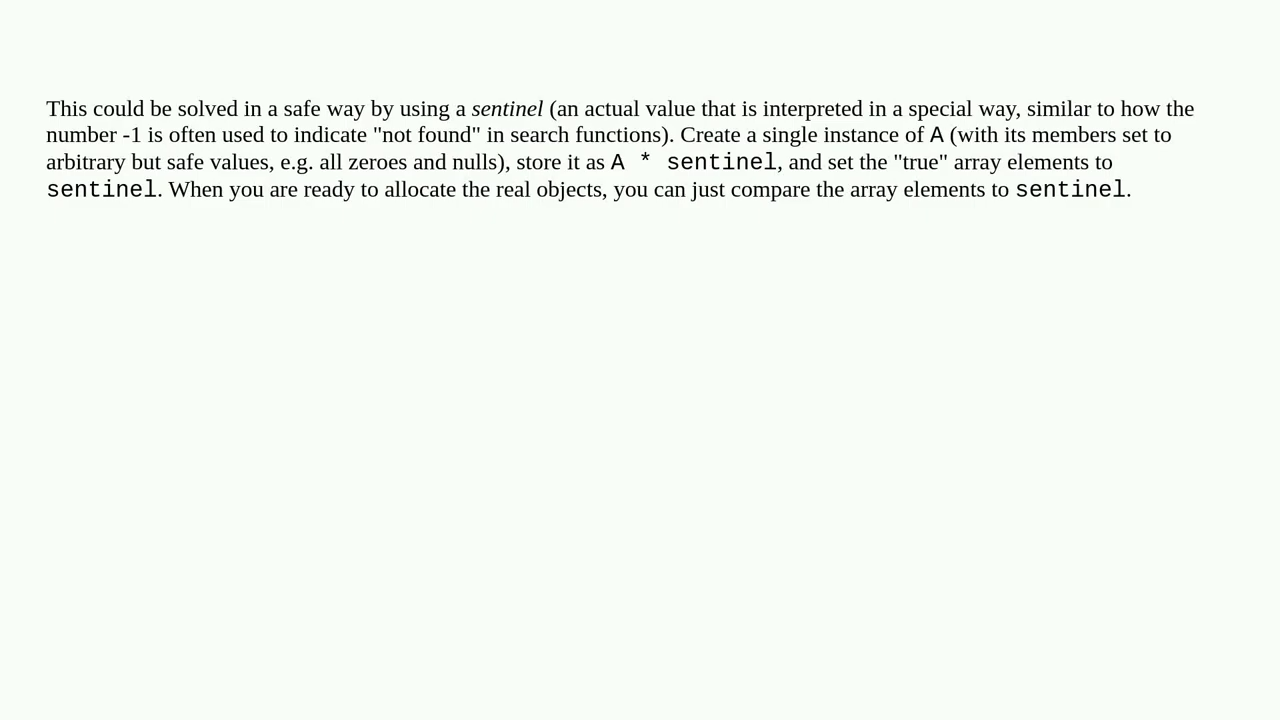 This could be solved in a safe way by using a sentinel (an actual value that is interpreted in a special way, similar to how the
number -1 is often used to indicate "not found" in search functions). Create a single instance of A (with its members set to
arbitrary but safe values, e.g. all zeroes and nulls), store it as A * sentinel, and set the "true" array elements to
sentinel. When you are ready to allocate the real objects, you can just compare the array elements to sentinel.